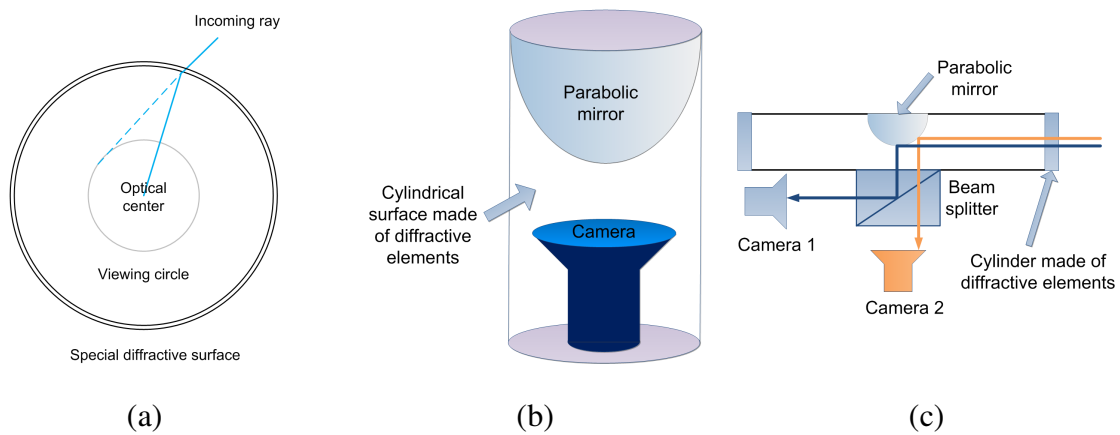 Incoming ray
Optical
center
Viewing circle
Special diffractive surface
(a)
Parabolic
mirror
Cylindrical
surface made
of diffractive
elements
Camera
(b)
Parabolic
mirror
Beam
splitter
Camera 1
Cylinder made of
diffractive elements
Camera 2
(c)